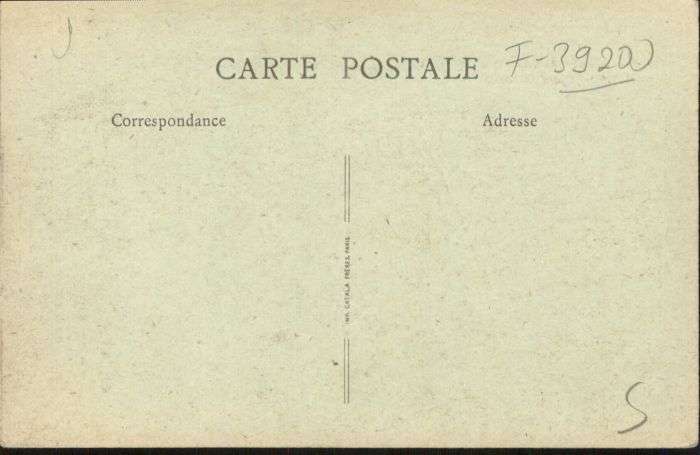 CARTE POSTALE F-39200
Correspondance
Adresse
IMP. CATALA FRÈRES, PARIS
S